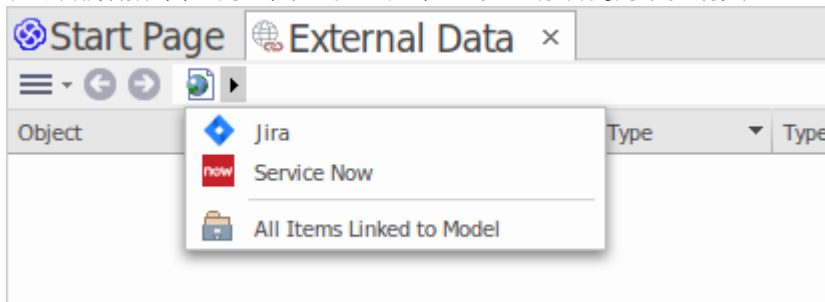 Start Page External Data ×
Object Type Type
Jira
now Service Now
All Items Linked to Model